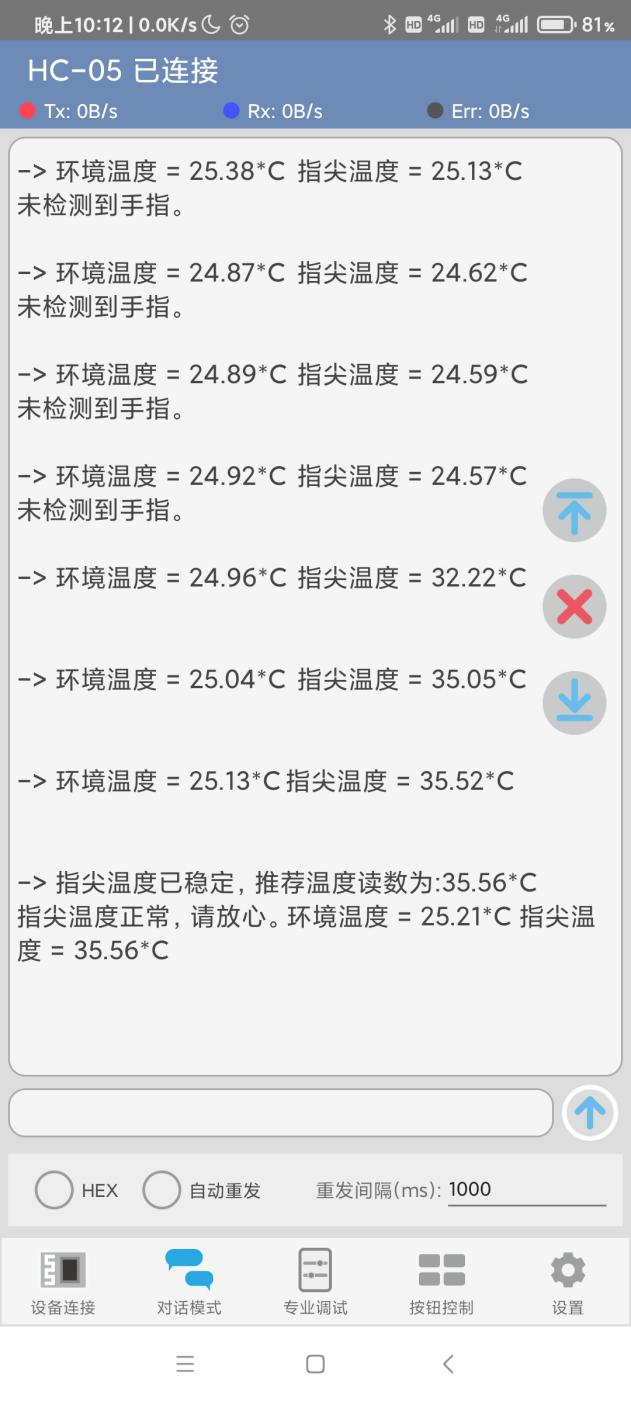 晚上10:12 | 0.0K/s
HD 4G HD 4G 81%
HC-05 已连接
Tx: 0B/s Rx: 0B/s Err: 0B/s
-> 环境温度 = 25.38*C 指尖温度 = 25.13*C
未检测到手指。
-> 环境温度 = 24.87*C 指尖温度 = 24.62*C
未检测到手指。
-> 环境温度 = 24.89*C 指尖温度 = 24.59*C
未检测到手指。
-> 环境温度 = 24.92*C 指尖温度 = 24.57*C
未检测到手指。
-> 环境温度 = 24.96*C 指尖温度 = 32.22*C
-> 环境温度 = 25.04*C 指尖温度 = 35.05*C
-> 环境温度 = 25.13*C 指尖温度 = 35.52*C
-> 指尖温度已稳定, 推荐温度读数为:35.56*C
指尖温度正常, 请放心。环境温度 = 25.21*C 指尖温
度 = 35.56*C
HEX 自动重发 重发间隔(ms): 1000
设备连接 对话模式 专业调试 按钮控制 设置